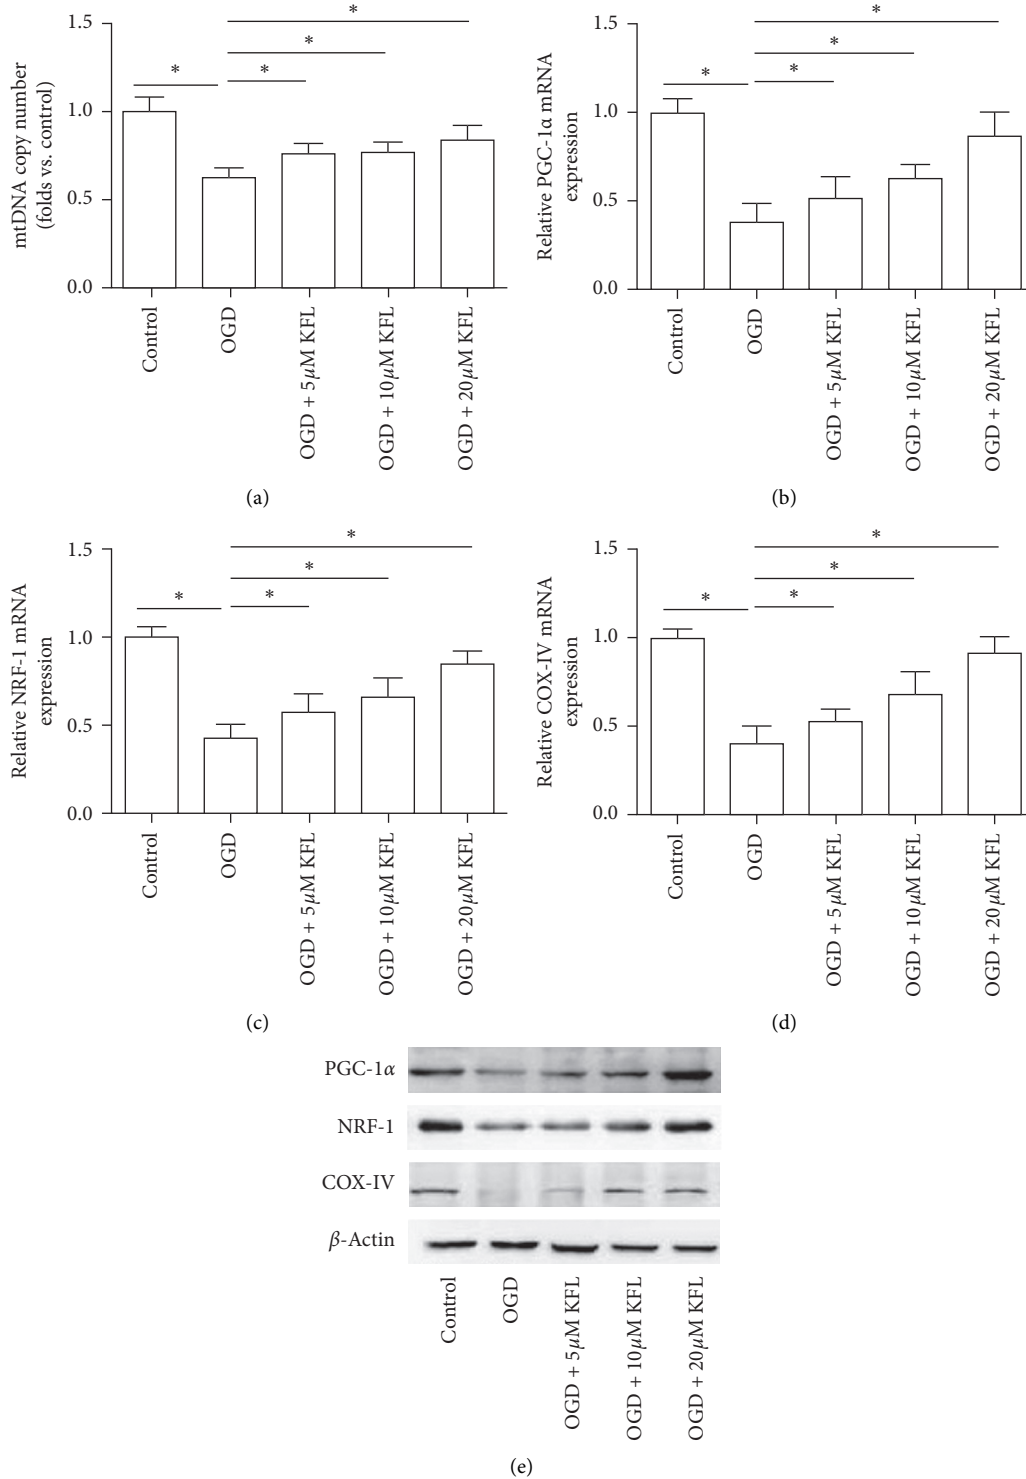 mtDNA copy number
(folds vs. control)
1.5
1.0
0.5
0.0
*
*
*
*
Control
OGD
OGD + 5μM KFL
OGD + 10μM KFL
OGD + 20μM KFL
(a)
Relative PGC-1α mRNA
expression
1.5
1.0
0.5
0.0
*
*
*
*
Control
OGD
OGD + 5μM KFL
OGD + 10μM KFL
OGD + 20μM KFL
(b)
Relative NRF-1 mRNA
expression
1.5
1.0
0.5
0.0
*
*
*
*
Control
OGD
OGD + 5μM KFL
OGD + 10μM KFL
OGD + 20μM KFL
(c)
Relative COX-IV mRNA
expression
1.5
1.0
0.5
0.0
*
*
*
*
Control
OGD
OGD + 5μM KFL
OGD + 10μM KFL
OGD + 20μM KFL
(d)
PGC-1α
NRF-1
COX-IV
β-Actin
Control
OGD
OGD + 5μM KFL
OGD + 10μM KFL
OGD + 20μM KFL
(e)